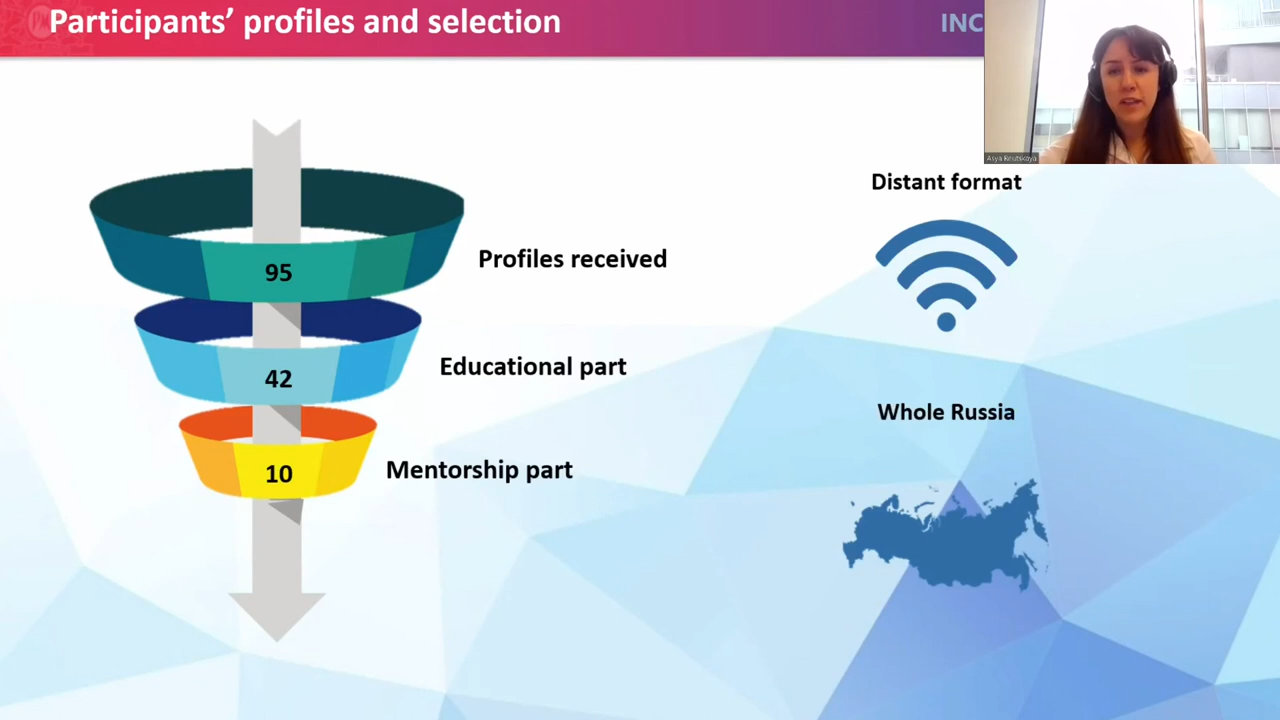 Participants' profiles and selection
INC
Distant format
95
Profiles received
42
Educational part
Whole Russia
10
Mentorship part